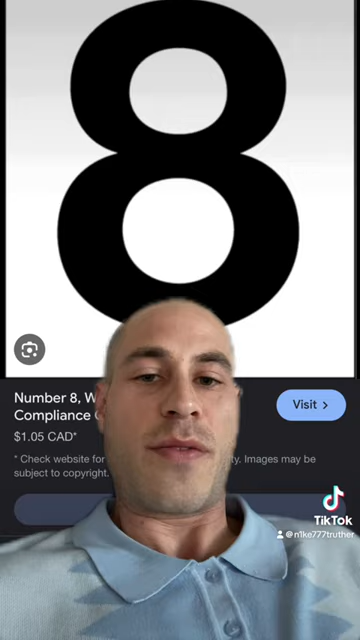 8
Number 8, W
Compliance
$1.05 CAD*
Visit
* Check website for
Images may be
subject to copyright.
TikTok
@n1ke777truther